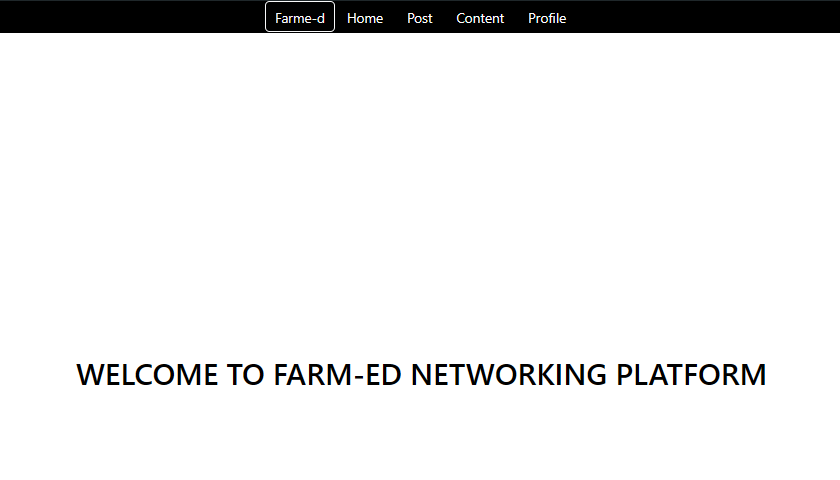 Farme-d Home Post Content Profile
WELCOME TO FARM-ED NETWORKING PLATFORM